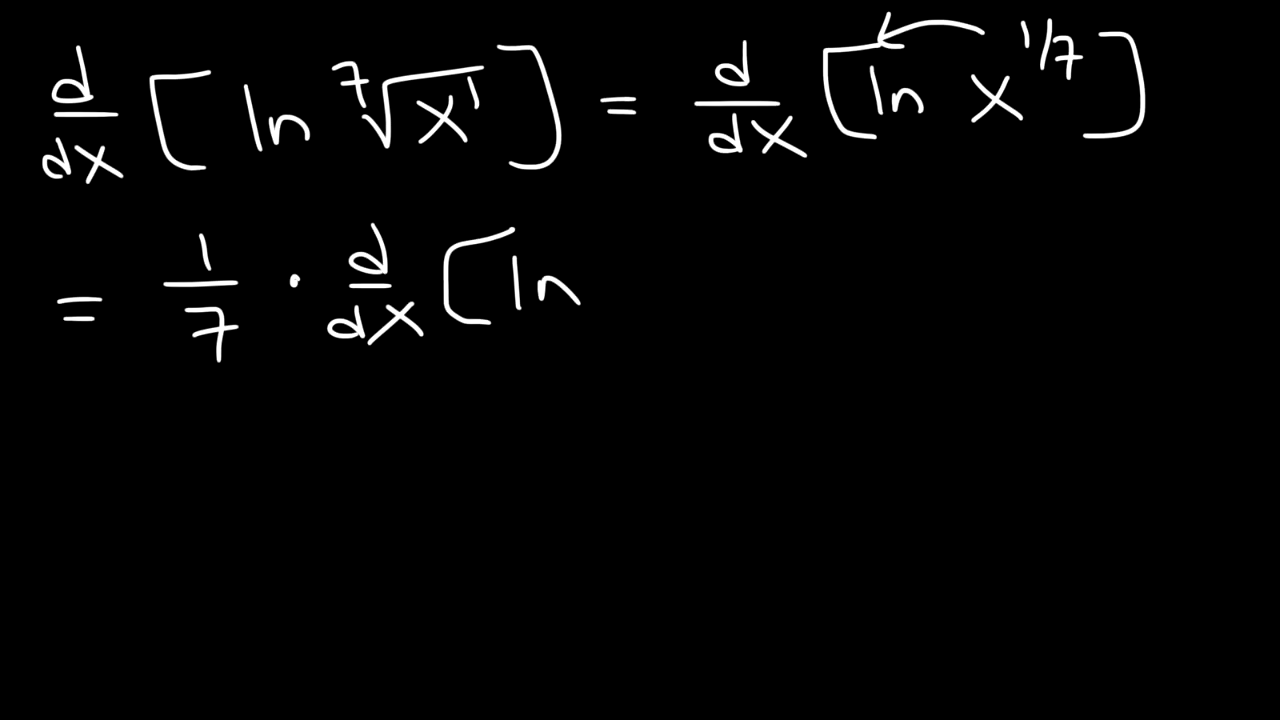 d/dx [ ln ⁷√x¹ ] = d/dx [ ln x^1/7 ]
= 1/7 · d/dx [ ln